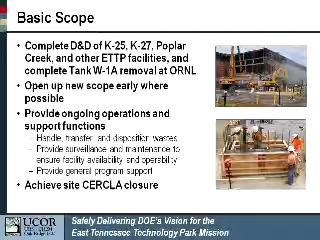 Basic Scope
• Complete D&D of K-25, K-27, Poplar
Creek, and other ETTP facilities, and
complete Tank W-1A removal at ORNL
• Open up new scope early where
possible
• Provide ongoing operations and
support functions
– Handle, transfer, and disposition wastes
– Provide surveillance and maintenance to
ensure facility availability and operability
– Provide general program support
• Achieve site CERCLA closure
UCOR
Safely Delivering DOE's Vision for the
East Tennessee Technology Park Mission